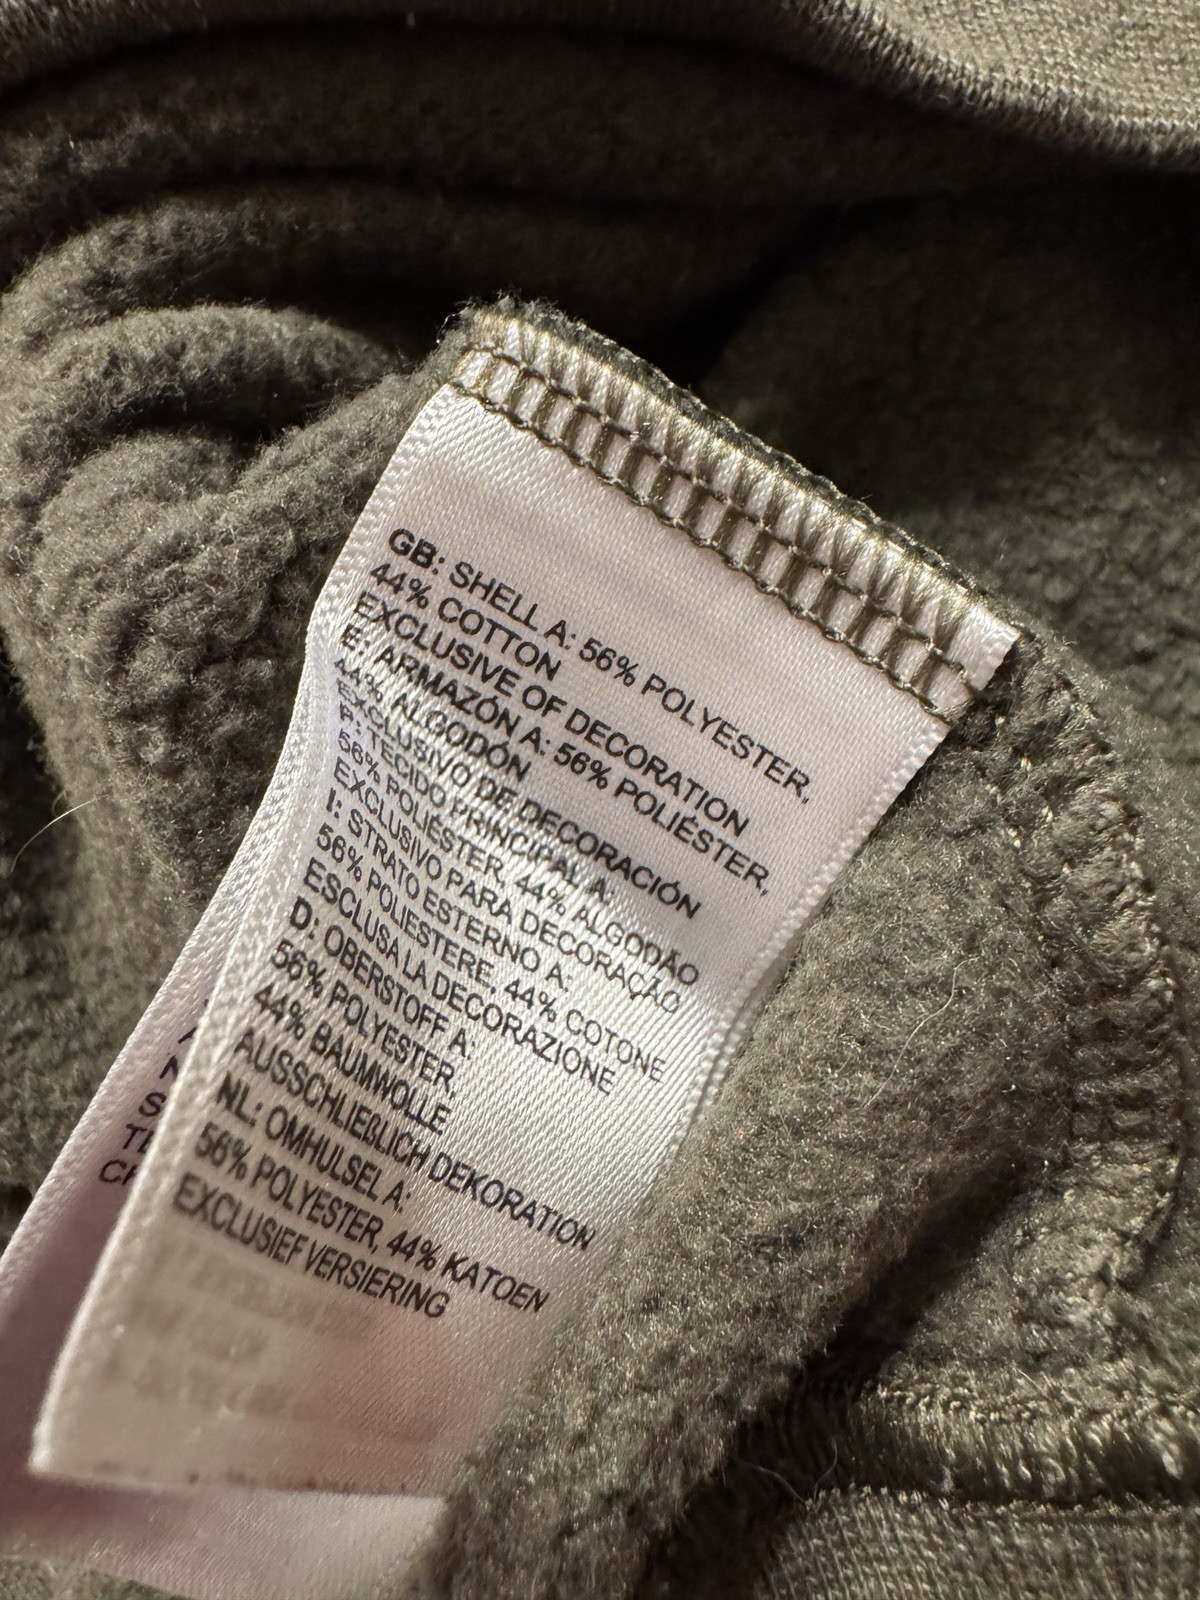 GB: SHELL A: 56% POLYESTER,
44% COTTON
EXCLUSIVE OF DECORATION
E: ARMAZÓN A: 56% POLIÉSTER,
44% ALGODÓN
EXCLUSIVO DE DECORACIÓN
P: TECIDO PRINCIPAL A:
56% POLIÉSTER, 44% ALGODÃO
EXCLUSIVO PARA DECORAÇÃO
I: STRATO ESTERNO A:
56% POLIESTERE, 44% COTONE
ESCLUSA LA DECORAZIONE
D: OBERSTOFF A:
56% POLYESTER,
44% BAUMWOLLE
AUSSCHLIEßLICH DEKORATION
NL: OMHULSEL A:
56% POLYESTER, 44% KATOEN
EXCLUSIEF VERSIERING